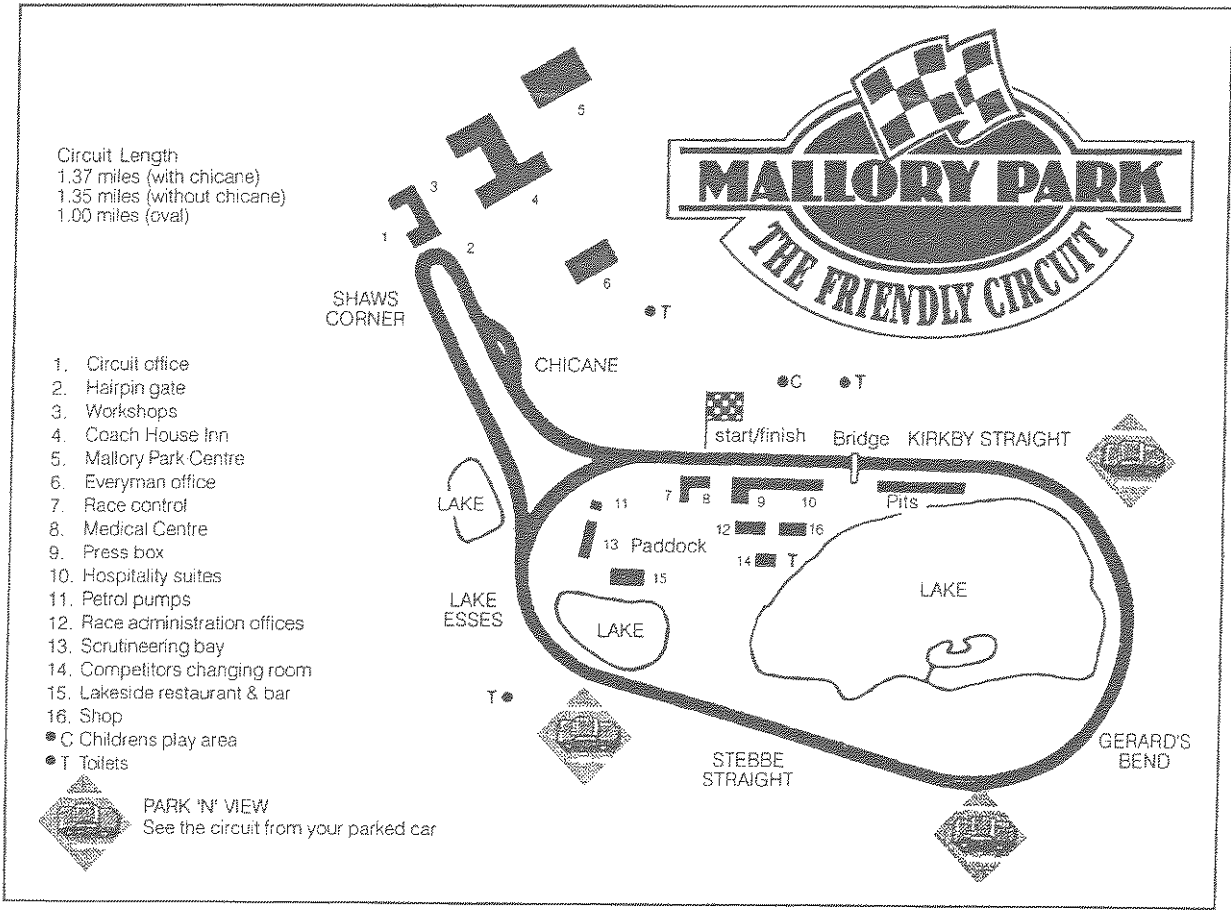 MALLORY PARK
THE FRIENDLY CIRCUIT
Circuit Length
1.37 miles (with chicane)
1.35 miles (without chicane)
1.00 miles (oval)
5
4
3
1
2
6
SHAWS
CORNER
T
CHICANE
C
T
start/finish
Bridge
KIRKBY STRAIGHT
1. Circuit office
2. Hairpin gate
3. Workshops
4. Coach House Inn
5. Mallory Park Centre
6. Everyman office
7. Race control
8. Medical Centre
9. Press box
10. Hospitality suites
11. Petrol pumps
12. Race administration offices
13. Scrutineering bay
14. Competitors changing room
15. Lakeside restaurant & bar
16. Shop
C Childrens play area
T Toilets
PARK 'N' VIEW
See the circuit from your parked car
LAKE
7
8
9
10
Pits
11
12
16
13
Paddock
14
T
15
LAKE
LAKE
ESSES
LAKE
T
STEBBE
STRAIGHT
GERARD'S
BEND